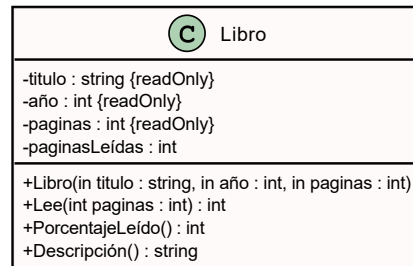 C Libro
-titulo : string {readOnly}
-año : int {readOnly}
-paginas : int {readOnly}
-paginasLeídas : int
+Libro(in titulo : string, in año : int, in paginas : int)
+Lee(int paginas : int) : int
+PorcentajeLeído() : int
+Descripción() : string